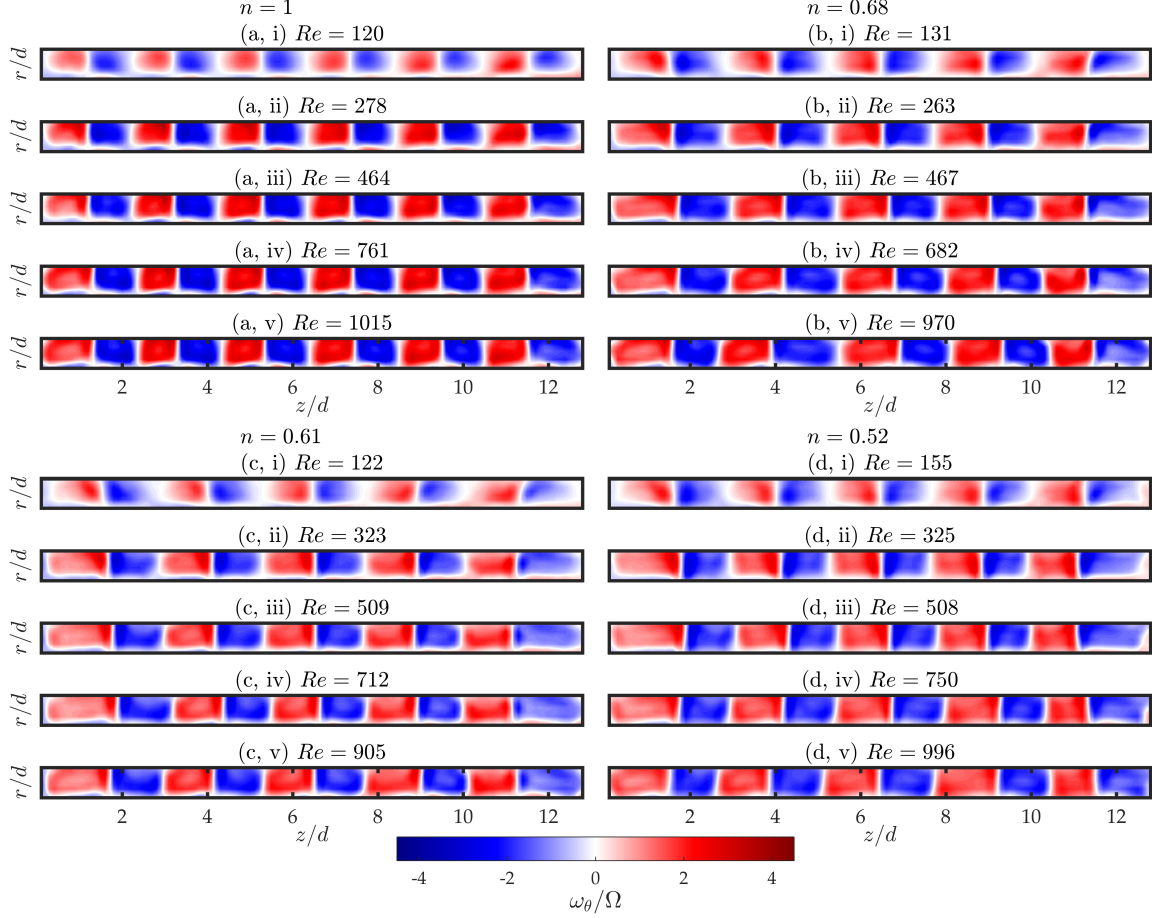 n = 1
n = 0.68
(a, i) Re = 120
(b, i) Re = 131
r/d
(a, ii) Re = 278
(b, ii) Re = 263
r/d
(a, iii) Re = 464
(b, iii) Re = 467
r/d
(a, iv) Re = 761
(b, iv) Re = 682
r/d
(a, v) Re = 1015
(b, v) Re = 970
r/d
2 4 6 8 10 12
2 4 6 8 10 12
z/d
z/d
n = 0.61
n = 0.52
(c, i) Re = 122
(d, i) Re = 155
r/d
(c, ii) Re = 323
(d, ii) Re = 325
r/d
(c, iii) Re = 509
(d, iii) Re = 508
r/d
(c, iv) Re = 712
(d, iv) Re = 750
r/d
(c, v) Re = 905
(d, v) Re = 996
r/d
2 4 6 8 10 12
2 4 6 8 10 12
z/d
z/d
-4 -2 0 2 4
ω_θ/Ω